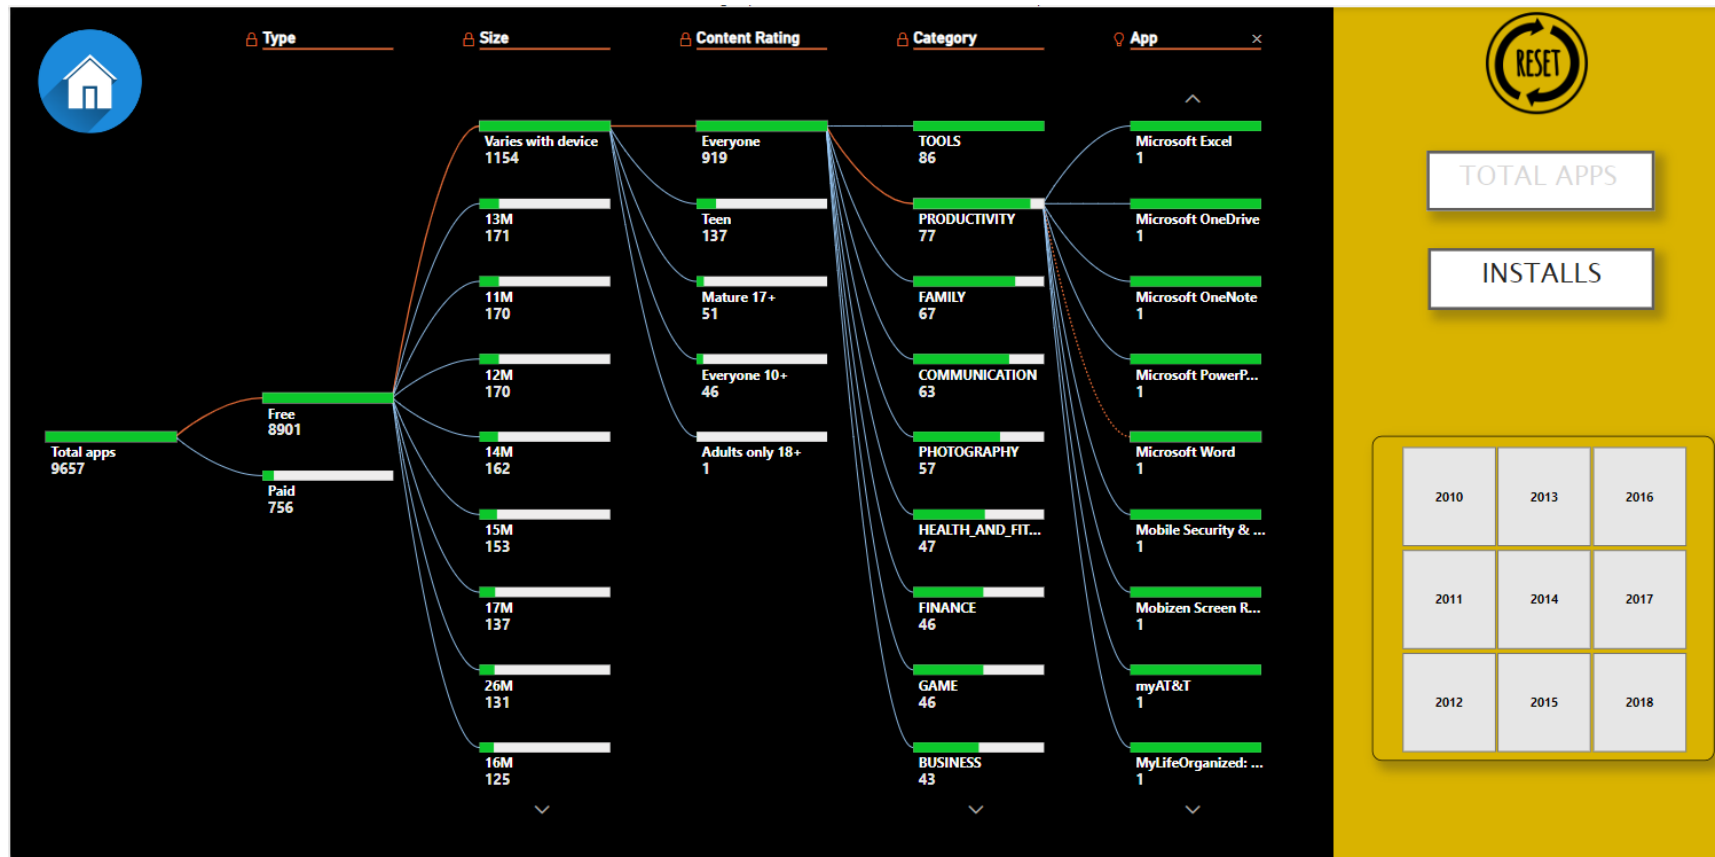 Type
Size
Content Rating
Category
App
Total apps
9657
Free
8901
Paid
756
Varies with device
1154
13M
171
11M
170
12M
170
14M
162
15M
153
17M
137
26M
131
16M
125
Everyone
919
Teen
137
Mature 17+
51
Everyone 10+
46
Adults only 18+
1
TOOLS
86
PRODUCTIVITY
77
FAMILY
67
COMMUNICATION
63
PHOTOGRAPHY
57
HEALTH_AND_FIT...
47
FINANCE
46
GAME
46
BUSINESS
43
Microsoft Excel
1
Microsoft OneDrive
1
Microsoft OneNote
1
Microsoft PowerP...
1
Microsoft Word
1
Mobile Security & ...
1
Mobizen Screen R...
1
myAT&T
1
MyLifeOrganized: ...
1
RESET
TOTAL APPS
INSTALLS
2010
2013
2016
2011
2014
2017
2012
2015
2018